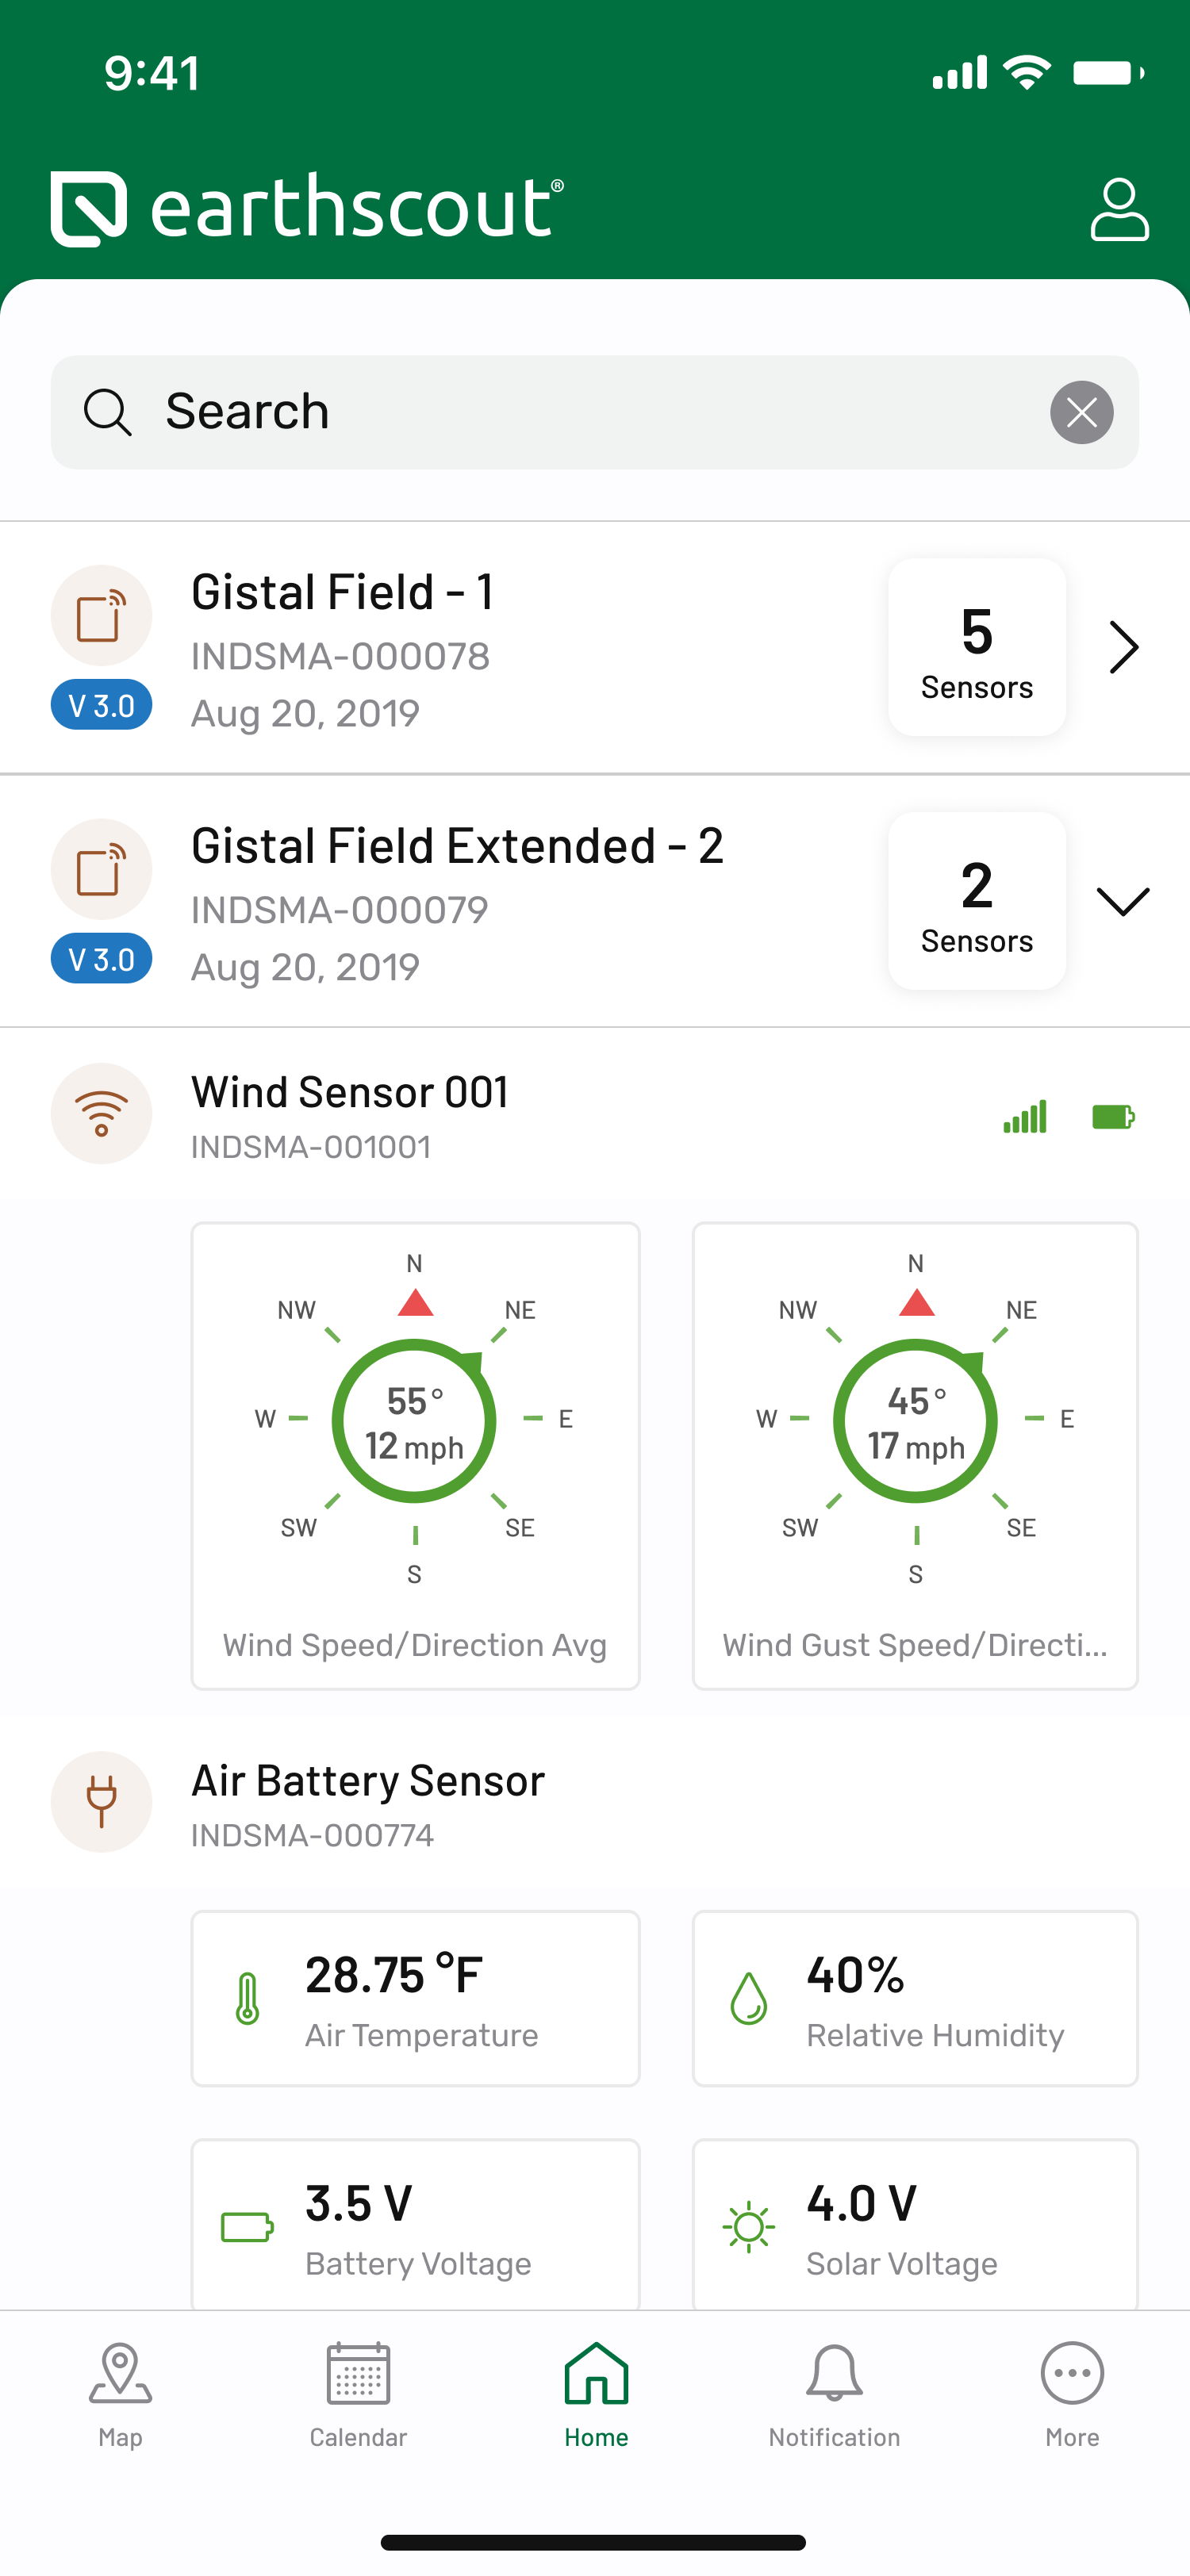 9:41
earthscout®
Search
Gistal Field - 1
INDSMA-000078
Aug 20, 2019
V 3.0
5
Sensors
Gistal Field Extended - 2
INDSMA-000079
Aug 20, 2019
V 3.0
2
Sensors
Wind Sensor 001
INDSMA-001001
N
NW
NE
55°
W
E
12 mph
SW
SE
S
Wind Speed/Direction Avg
N
NW
NE
45°
W
E
17 mph
SW
SE
S
Wind Gust Speed/Directi...
Air Battery Sensor
INDSMA-000774
28.75 °F
Air Temperature
40%
Relative Humidity
3.5 V
Battery Voltage
4.0 V
Solar Voltage
Map
Calendar
Home
Notification
More